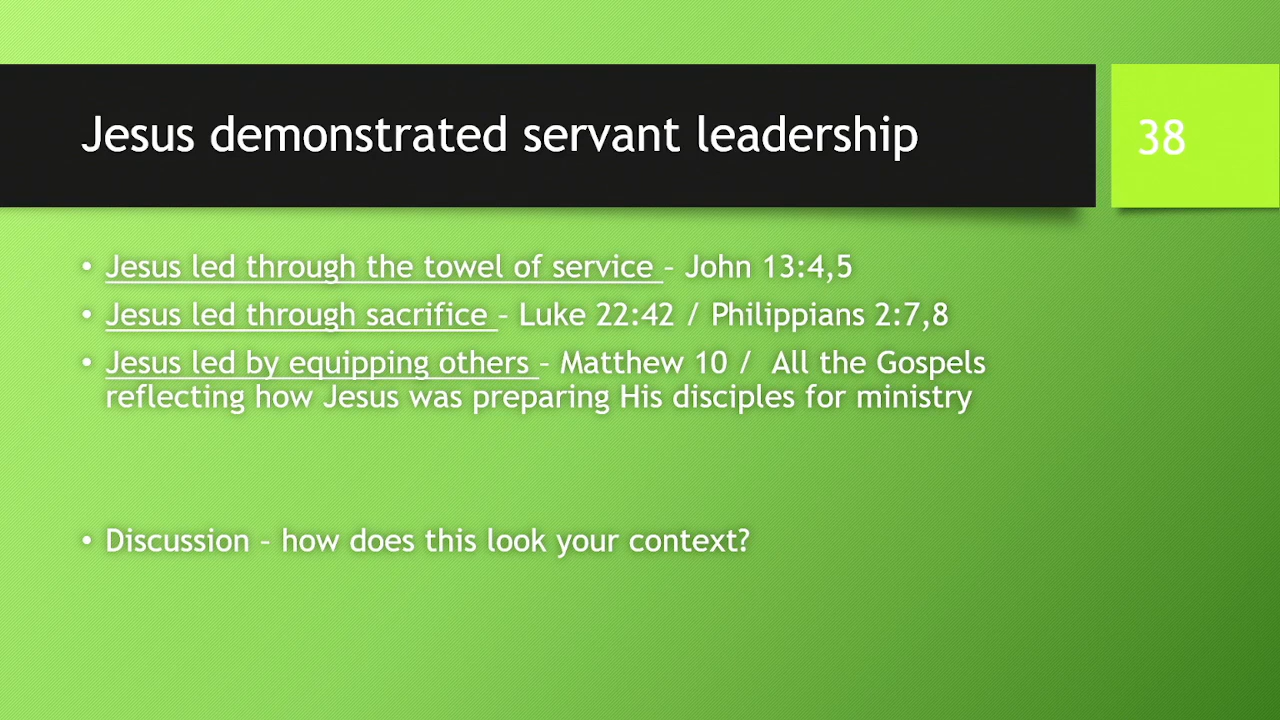 Jesus demonstrated servant leadership
38
• Jesus led through the towel of service – John 13:4,5
• Jesus led through sacrifice – Luke 22:42 / Philippians 2:7,8
• Jesus led by equipping others – Matthew 10 /  All the Gospels
reflecting how Jesus was preparing His disciples for ministry
• Discussion – how does this look your context?